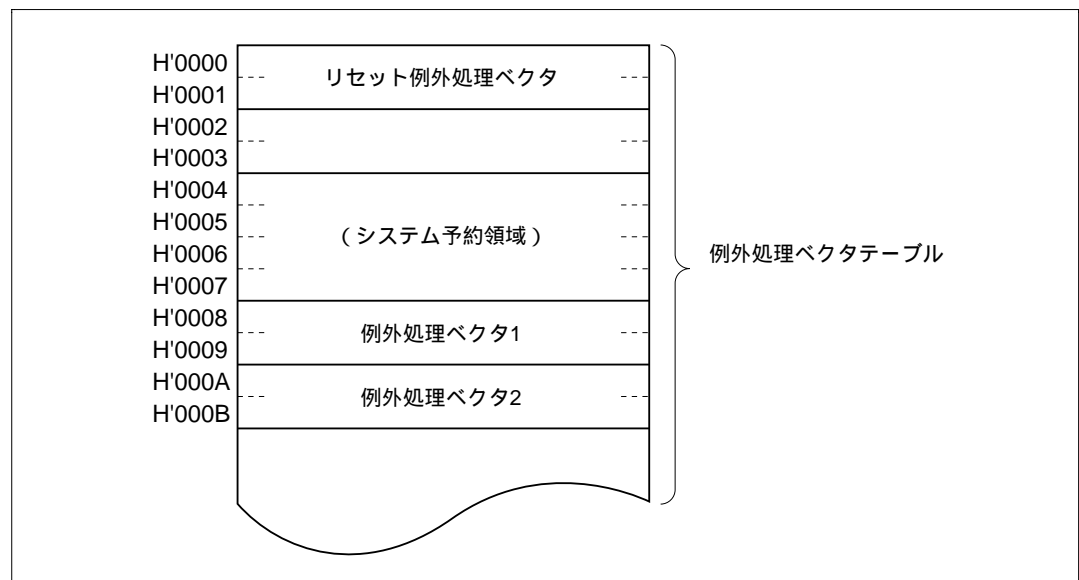 H'0000
リセット例外処理ベクタ
H'0001
H'0002
H'0003
H'0004
H'0005
(システム予約領域)
H'0006
例外処理ベクタテーブル
H'0007
H'0008
例外処理ベクタ1
H'0009
H'000A
例外処理ベクタ2
H'000B